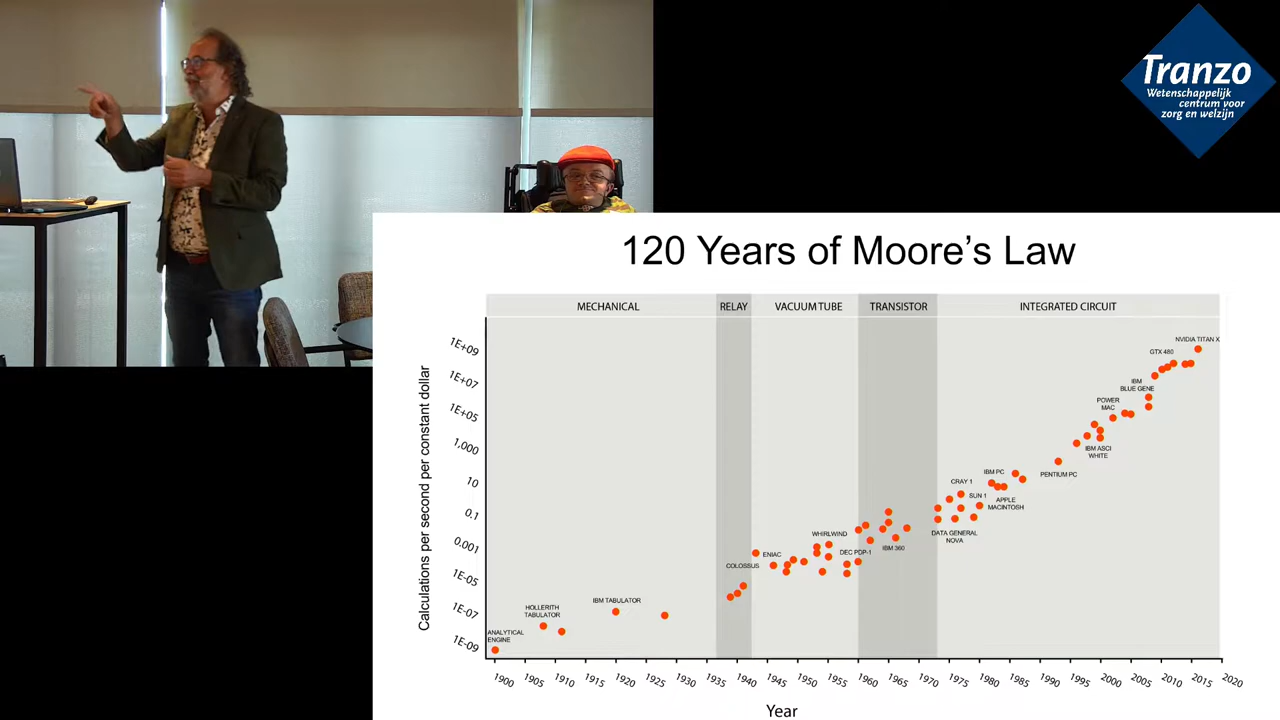 Tranzo
Wetenschappelijk
centrum voor
zorg en welzijn
120 Years of Moore's Law
MECHANICAL
RELAY
VACUUM TUBE
TRANSISTOR
INTEGRATED CIRCUIT
Calculations per second per constant dollar
1E+09
1E+07
1E+05
1,000
10
0.1
0.001
1E-05
1E-07
1E-09
ANALYTICAL
ENGINE
HOLLERITH
TABULATOR
IBM TABULATOR
COLOSSUS
ENIAC
WHIRLWIND
DEC PDP-1
IBM 360
DATA GENERAL
NOVA
CRAY 1
SUN 1
IBM PC
APPLE
MACINTOSH
PENTIUM PC
IBM ASCI
WHITE
POWER
MAC
IBM
BLUE GENE
GTX 480
NVIDIA TITAN X
1900
1905
1910
1915
1920
1925
1930
1935
1940
1945
1950
1955
1960
1965
1970
1975
1980
1985
1990
1995
2000
2005
2010
2015
2020
Year